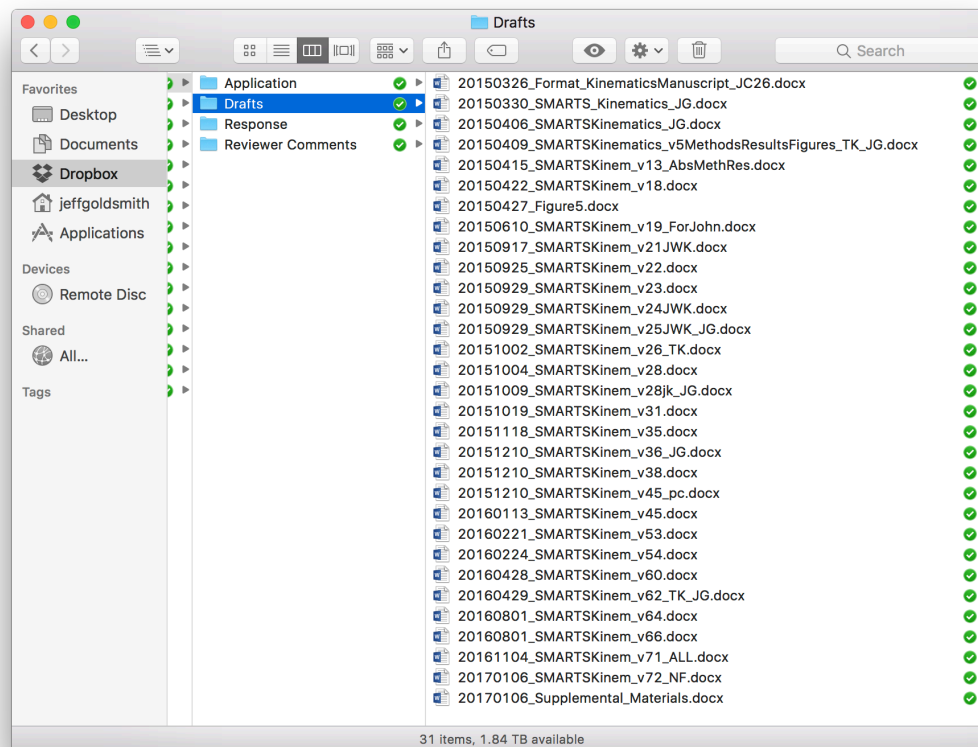 Drafts
Search
Favorites
Desktop
Documents
Dropbox
jeffgoldsmith
Applications
Devices
Remote Disc
Shared
All...
Tags
Application
Drafts
Response
Reviewer Comments
20150326_Format_KinematicsManuscript_JC26.docx
20150330_SMARTS_Kinematics_JG.docx
20150406_SMARTSKinematics_JG.docx
20150409_SMARTSKinematics_v5MethodsResultsFigures_TK_JG.docx
20150415_SMARTSKinem_v13_AbsMethRes.docx
20150422_SMARTSKinem_v18.docx
20150427_Figure5.docx
20150610_SMARTSKinem_v19_ForJohn.docx
20150917_SMARTSKinem_v21JWK.docx
20150925_SMARTSKinem_v22.docx
20150929_SMARTSKinem_v23.docx
20150929_SMARTSKinem_v24JWK.docx
20150929_SMARTSKinem_v25JWK_JG.docx
20151002_SMARTSKinem_v26_TK.docx
20151004_SMARTSKinem_v28.docx
20151009_SMARTSKinem_v28jk_JG.docx
20151019_SMARTSKinem_v31.docx
20151118_SMARTSKinem_v35.docx
20151210_SMARTSKinem_v36_JG.docx
20151210_SMARTSKinem_v38.docx
20151210_SMARTSKinem_v45_pc.docx
20160113_SMARTSKinem_v45.docx
20160221_SMARTSKinem_v53.docx
20160224_SMARTSKinem_v54.docx
20160428_SMARTSKinem_v60.docx
20160429_SMARTSKinem_v62_TK_JG.docx
20160801_SMARTSKinem_v64.docx
20160801_SMARTSKinem_v66.docx
20161104_SMARTSKinem_v71_ALL.docx
20170106_SMARTSKinem_v72_NF.docx
20170106_Supplemental_Materials.docx
31 items, 1.84 TB available